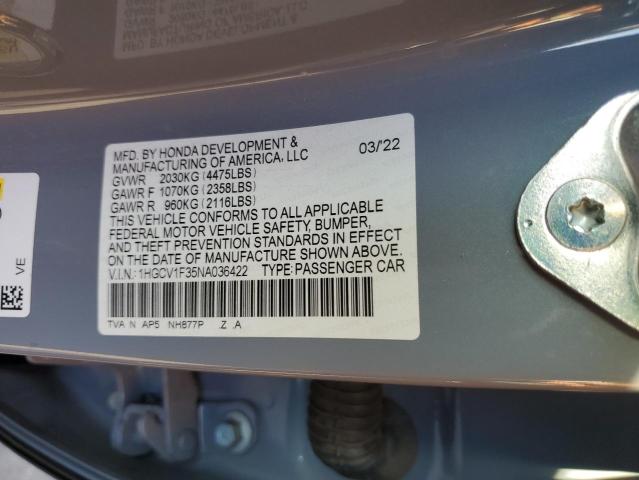 MFD. BY HONDA DEVELOPMENT &
MANUFACTURING OF AMERICA, LLC 03/'22
GVWR 2030KG (4475LBS)
GAWR F 1070KG (2358LBS)
GAWR R 960KG (2116LBS)
THIS VEHICLE CONFORMS TO ALL APPLICABLE
FEDERAL MOTOR VEHICLE SAFETY, BUMPER,
AND THEFT PREVENTION STANDARDS IN EFFECT
ON THE DATE OF MANUFACTURE SHOWN ABOVE.
V.I.N.: 1HGCV1F35NA036422 TYPE: PASSENGER CAR
TVA N AP5 NH877P Z A
VE